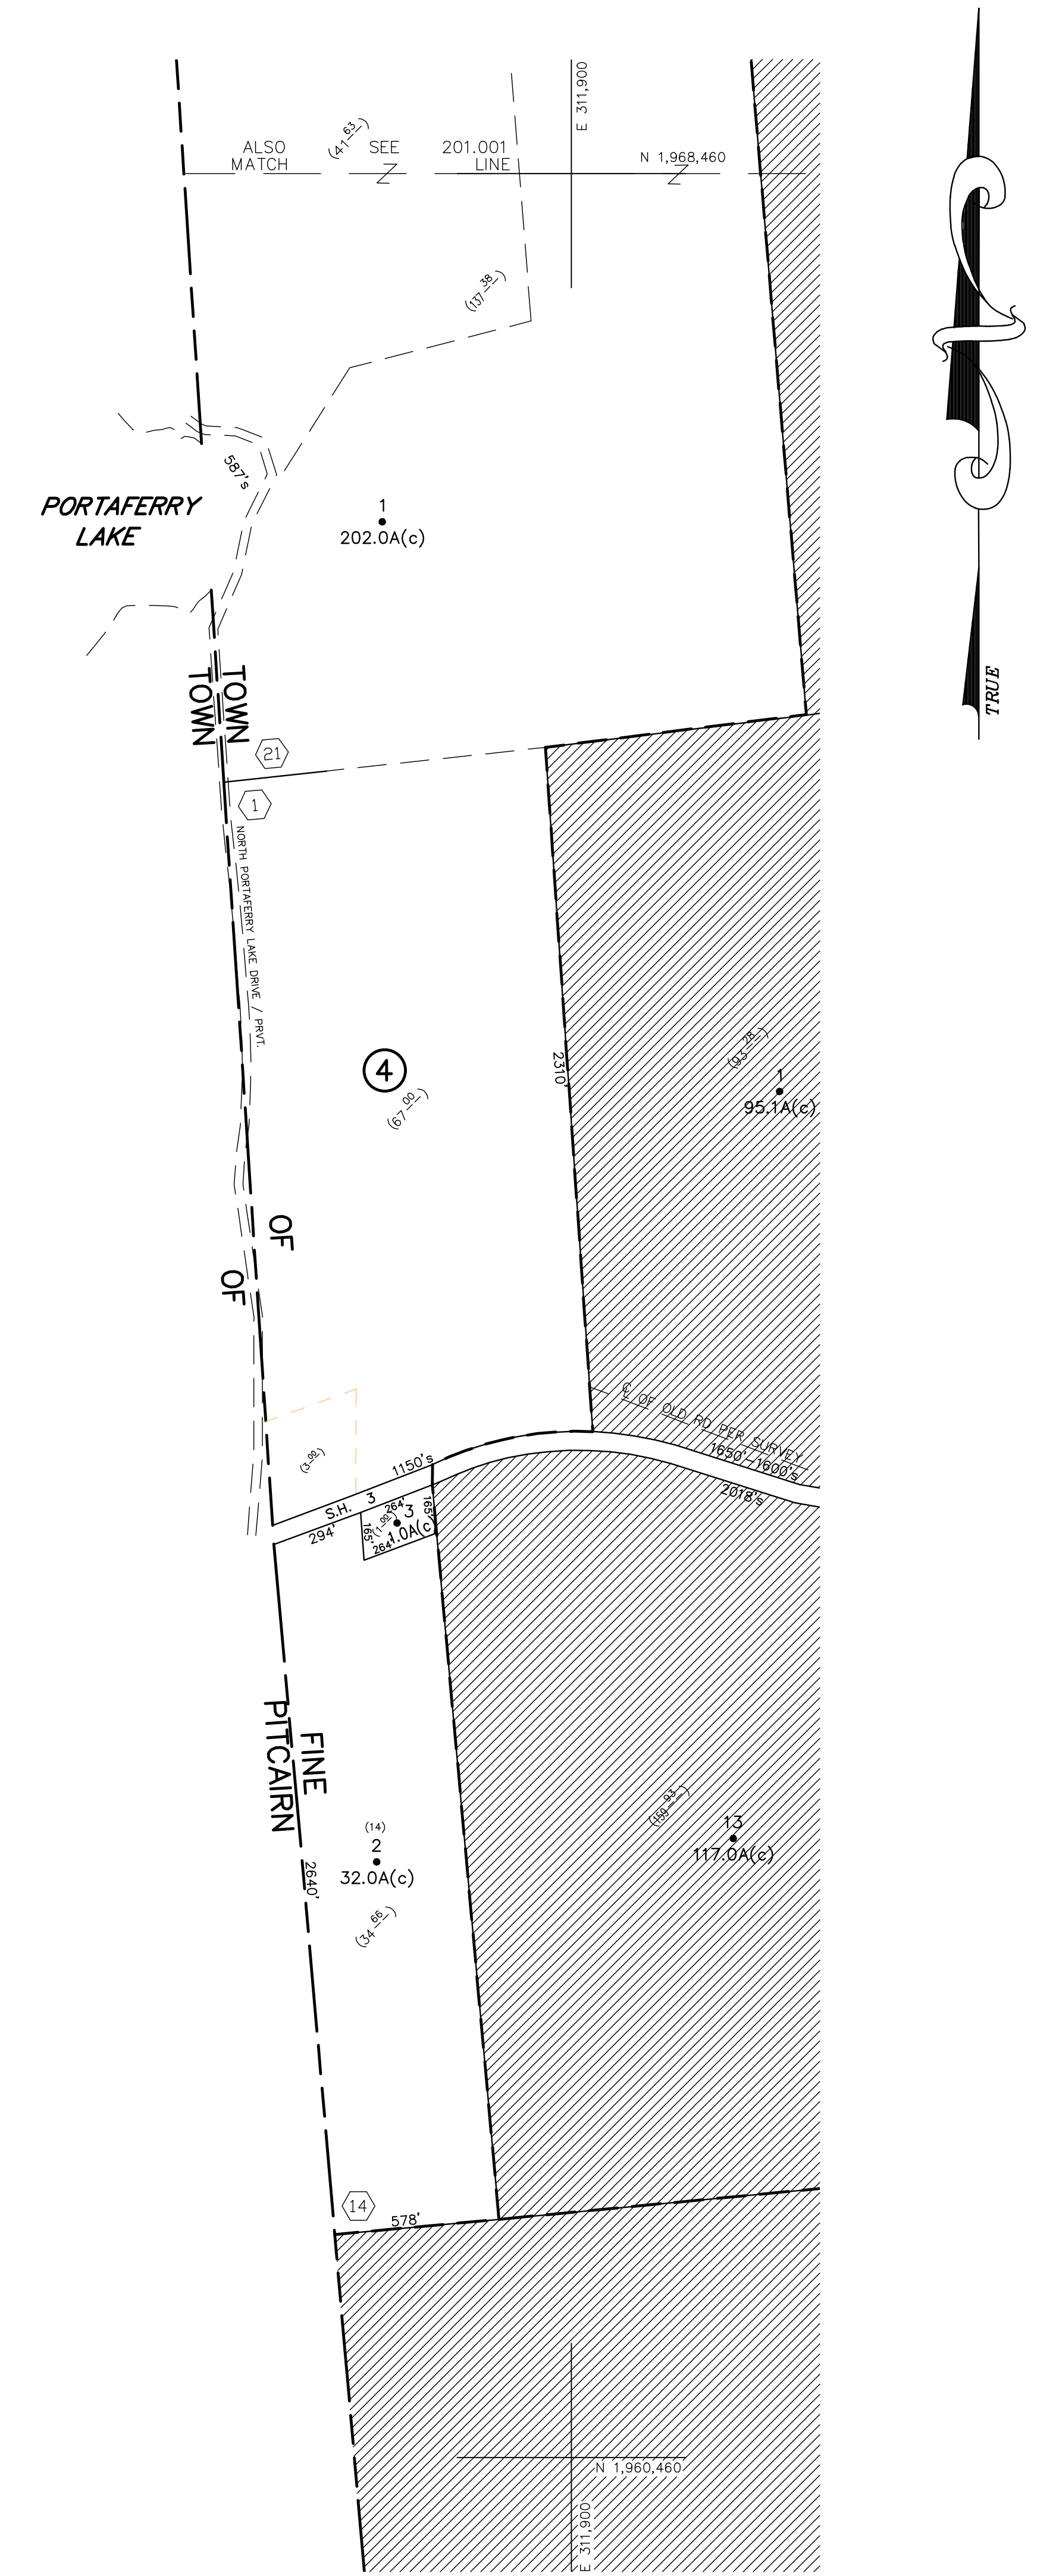 E 311,900
(41 63)
ALSO SEE 201.001
MATCH LINE
N 1,968,460
Z Z
(137 38)
587's
PORTAFERRY
LAKE
1
202.0A(c)
TRUE
TOWN
TOWN
21
1
NORTH PORTAFERRY LAKE DRIVE / PRVT.
4
(67 00)
2310'
(93 28)
1
95.1A(c)
OF
OF
℄ OF OLD RD PER SURVEY
1650'-1600's
2018's
(3.00)
1150's
S.H. 3
294'
264'
165'
165'
264'
(1.00)
3
1.0A(c
FINE
PITCAIRN
2640'
(14)
2
32.0A(c)
(34 66)
(159 93)
13
117.0A(c)
14
578'
N 1,960,460
E 311,900